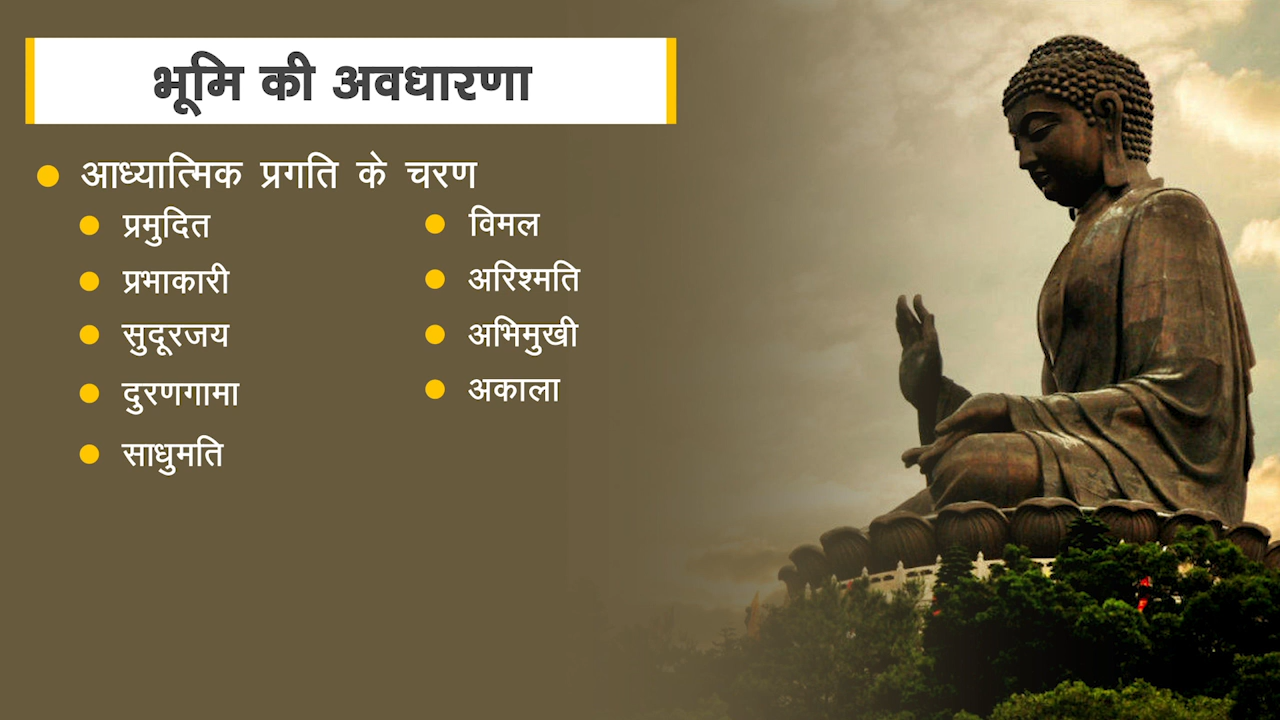 भूमि की अवधारणा
आध्यात्मिक प्रगति के चरण
प्रमुदित
विमल
प्रभाकारी
अरिश्मति
सुदूरजय
अभिमुखी
दुरणगामा
अकाला
साधुमति